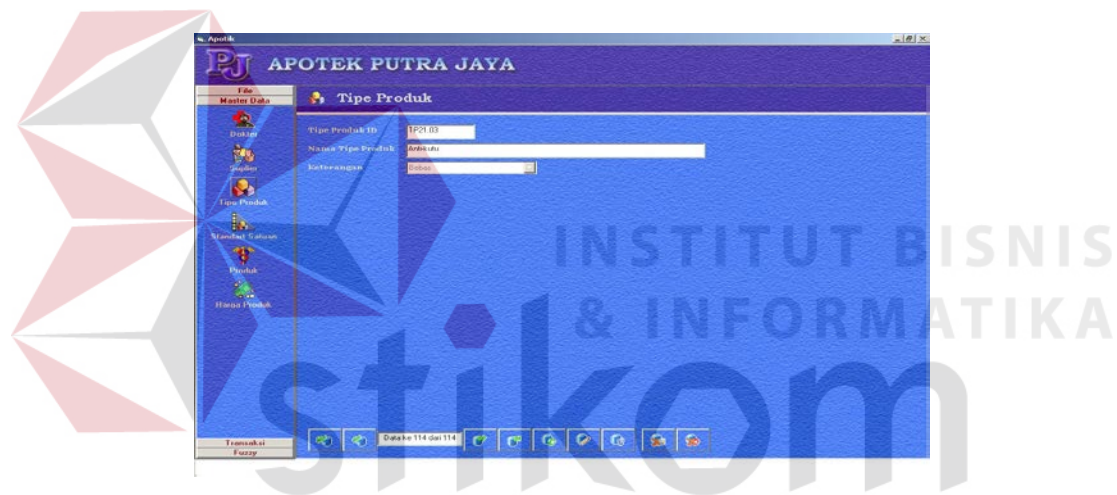 Apotik
PJ APOTEK PUTRA JAYA
File
Master Data
Tipe Produk
Dokter
Suplier
Tipe Produk
Standart Satuan
Produk
Harga Produk
Tipe Produk ID TP21.03
Nama Tipe Produk Antikutu
Keterangan Bebas
Data ke 114 dari 114
Transaksi
Fuzzy
INSTITUT BISNIS
& INFORMATIKA
stikom